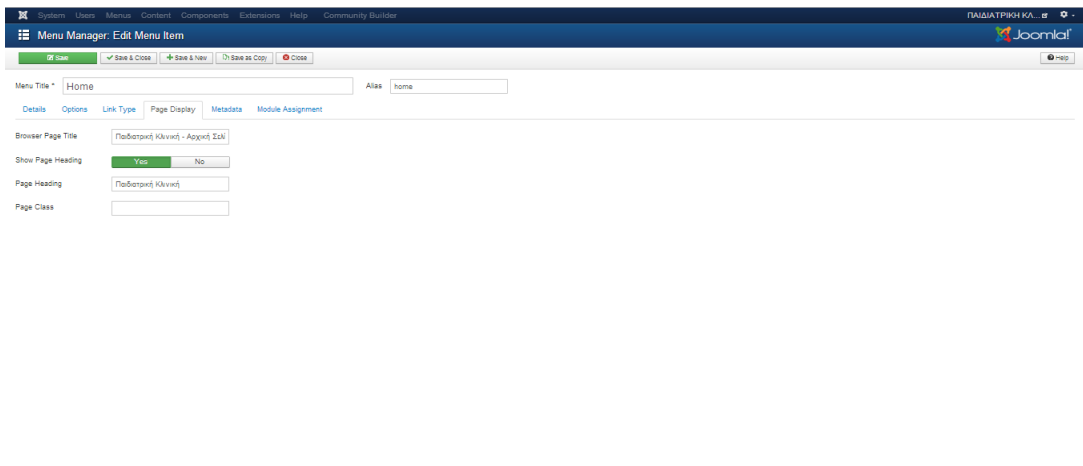 System Users Menus Content Components Extensions Help Community Builder ΠΑΙΔΙΑΤΡΙΚΗ ΚΛ...
Menu Manager: Edit Menu Item Joomla!
Save Save & Close Save & New Save as Copy Close Help
Menu Title * Home Alias home
Details Options Link Type Page Display Metadata Module Assignment
Browser Page Title Παιδιατρική Κλινική - Αρχική Σελί
Show Page Heading Yes No
Page Heading Παιδιατρική Κλινική
Page Class